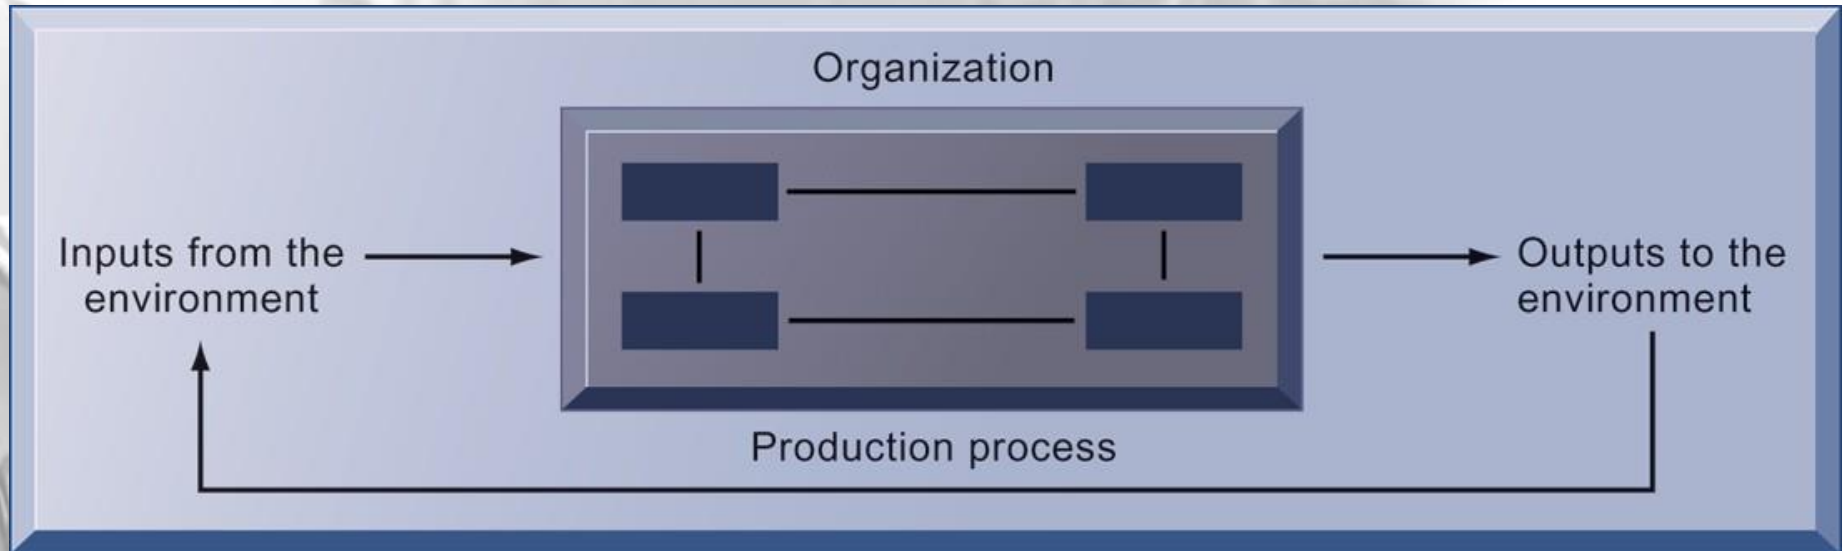 Organization
Inputs from the
environment
Outputs to the
environment
Production process